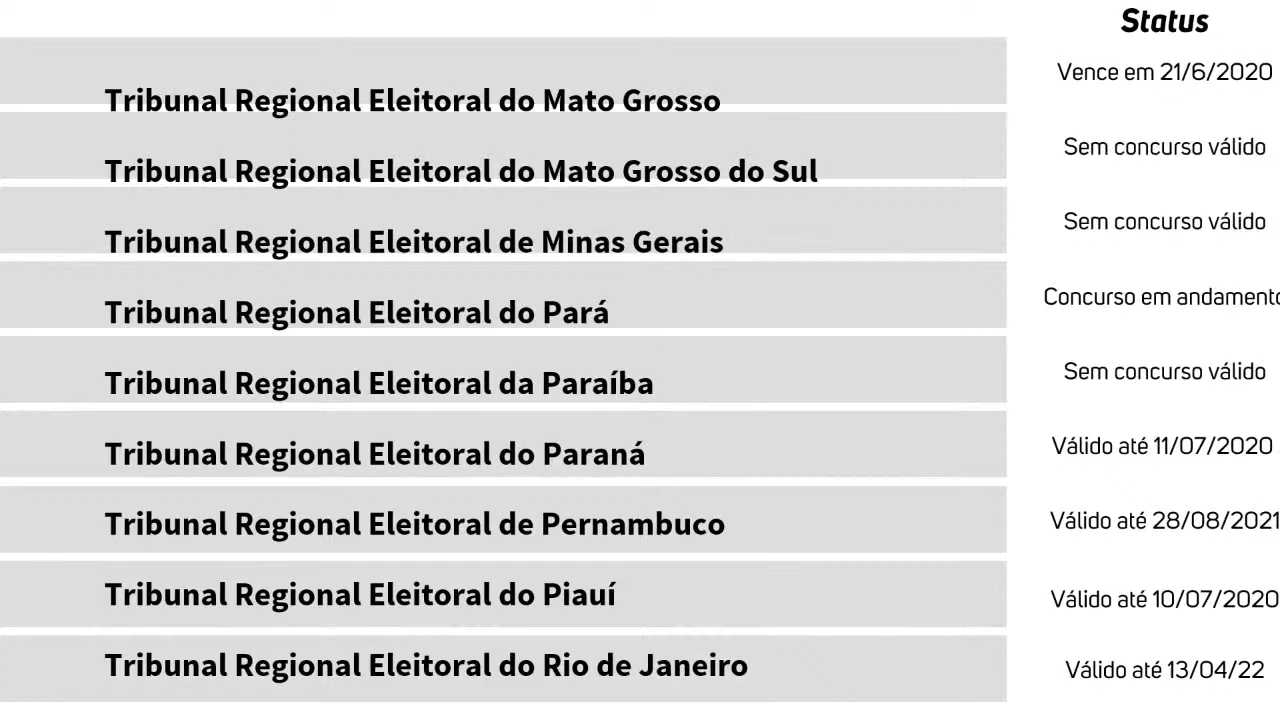 Status
Tribunal Regional Eleitoral do Mato Grosso
Vence em 21/6/2020
Tribunal Regional Eleitoral do Mato Grosso do Sul
Sem concurso válido
Tribunal Regional Eleitoral de Minas Gerais
Sem concurso válido
Tribunal Regional Eleitoral do Pará
Concurso em andamento
Tribunal Regional Eleitoral da Paraíba
Sem concurso válido
Tribunal Regional Eleitoral do Paraná
Válido até 11/07/2020
Tribunal Regional Eleitoral de Pernambuco
Válido até 28/08/2021
Tribunal Regional Eleitoral do Piauí
Válido até 10/07/2020
Tribunal Regional Eleitoral do Rio de Janeiro
Válido até 13/04/22